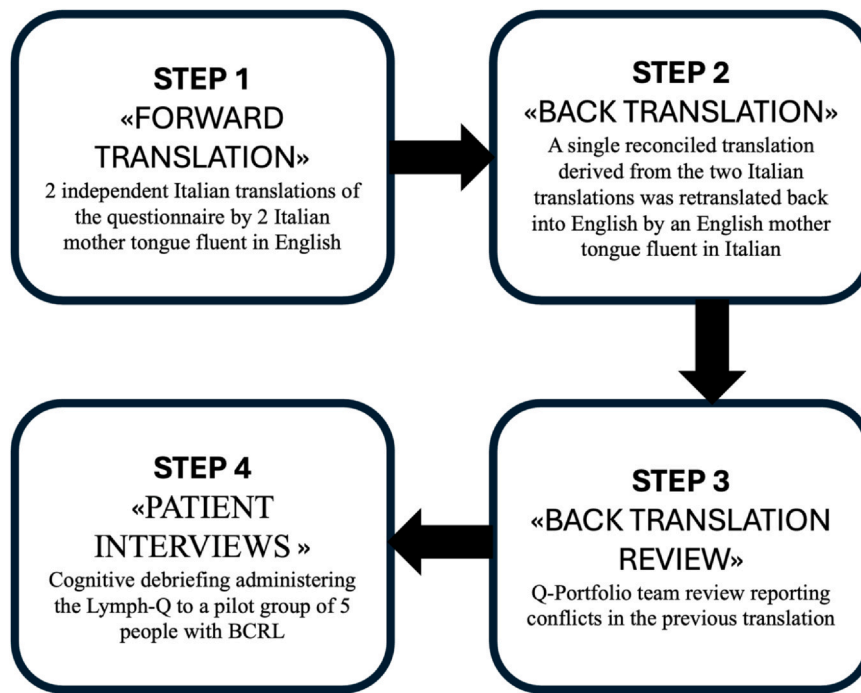 STEP 1
«FORWARD
TRANSLATION»
2 independent Italian translations of
the questionnaire by 2 Italian
mother tongue fluent in English
STEP 2
«BACK TRANSLATION»
A single reconciled translation
derived from the two Italian
translations was retranslated back
into English by an English mother
tongue fluent in Italian
STEP 3
«BACK TRANSLATION
REVIEW»
Q-Portfolio team review reporting
conflicts in the previous translation
STEP 4
«PATIENT
INTERVIEWS »
Cognitive debriefing administering
the Lymph-Q to a pilot group of 5
people with BCRL